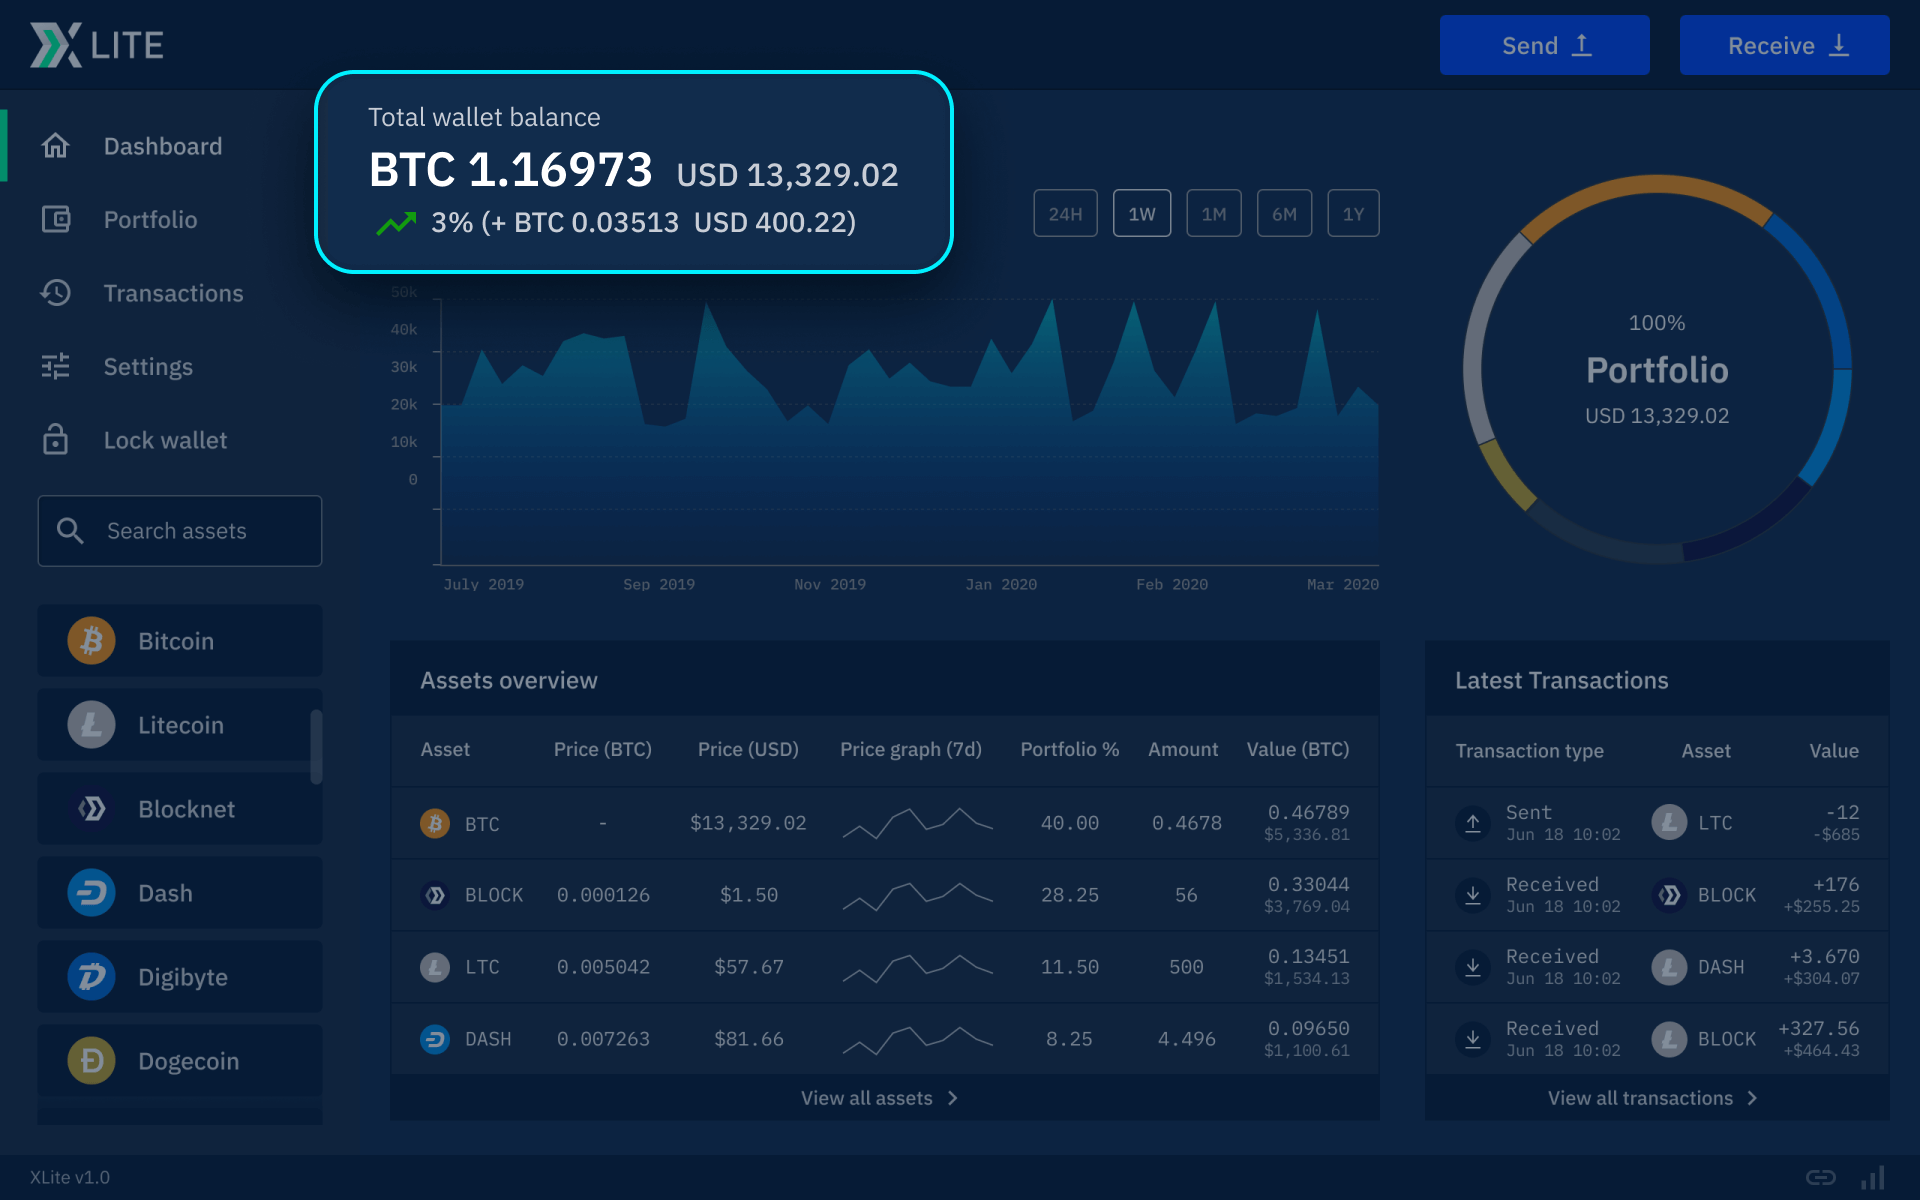 LITE
Send
Receive
Dashboard
Portfolio
Transactions
Settings
Lock wallet
Search assets
Bitcoin
Litecoin
Blocknet
Dash
Digibyte
Dogecoin
Total wallet balance
BTC 1.16973 USD 13,329.02
3% (+ BTC 0.03513 USD 400.22)
24H 1W 1M 6M 1Y
50k
40k
30k
20k
10k
0
July 2019 Sep 2019 Nov 2019 Jan 2020 Feb 2020 Mar 2020
100%
Portfolio
USD 13,329.02
Assets overview
Asset Price (BTC) Price (USD) Price graph (7d) Portfolio % Amount Value (BTC)
BTC - $13,329.02 40.00 0.4678 0.46789
$5,336.81
BLOCK 0.000126 $1.50 28.25 56 0.33044
$3,769.04
LTC 0.005042 $57.67 11.50 500 0.13451
$1,534.13
DASH 0.007263 $81.66 8.25 4.496 0.09650
$1,100.61
View all assets
Latest Transactions
Transaction type Asset Value
Sent LTC -12
Jun 18 10:02 -$685
Received BLOCK +176
Jun 18 10:02 +$255.25
Received DASH +3.670
Jun 18 10:02 +$304.07
Received BLOCK +327.56
Jun 18 10:02 +$464.43
View all transactions
XLite v1.0